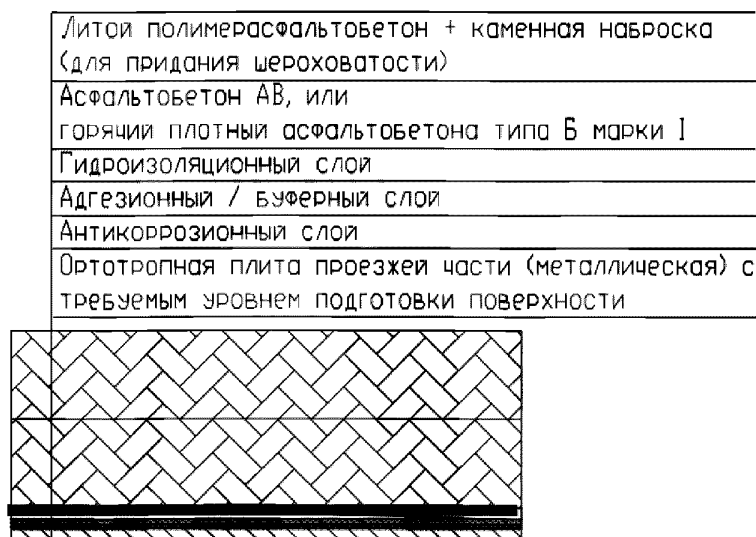 Литой полимерасфальтобетон + каменная наброска
(для придания шероховатости)
Асфальтобетон АВ, или
горячий плотный асфальтобетона типа Б марки I
Гидроизоляционный слой
Адгезионный / буферный слой
Антикоррозионный слой
Ортотропная плита проезжей части (металлическая) с
требуемым уровнем подготовки поверхности